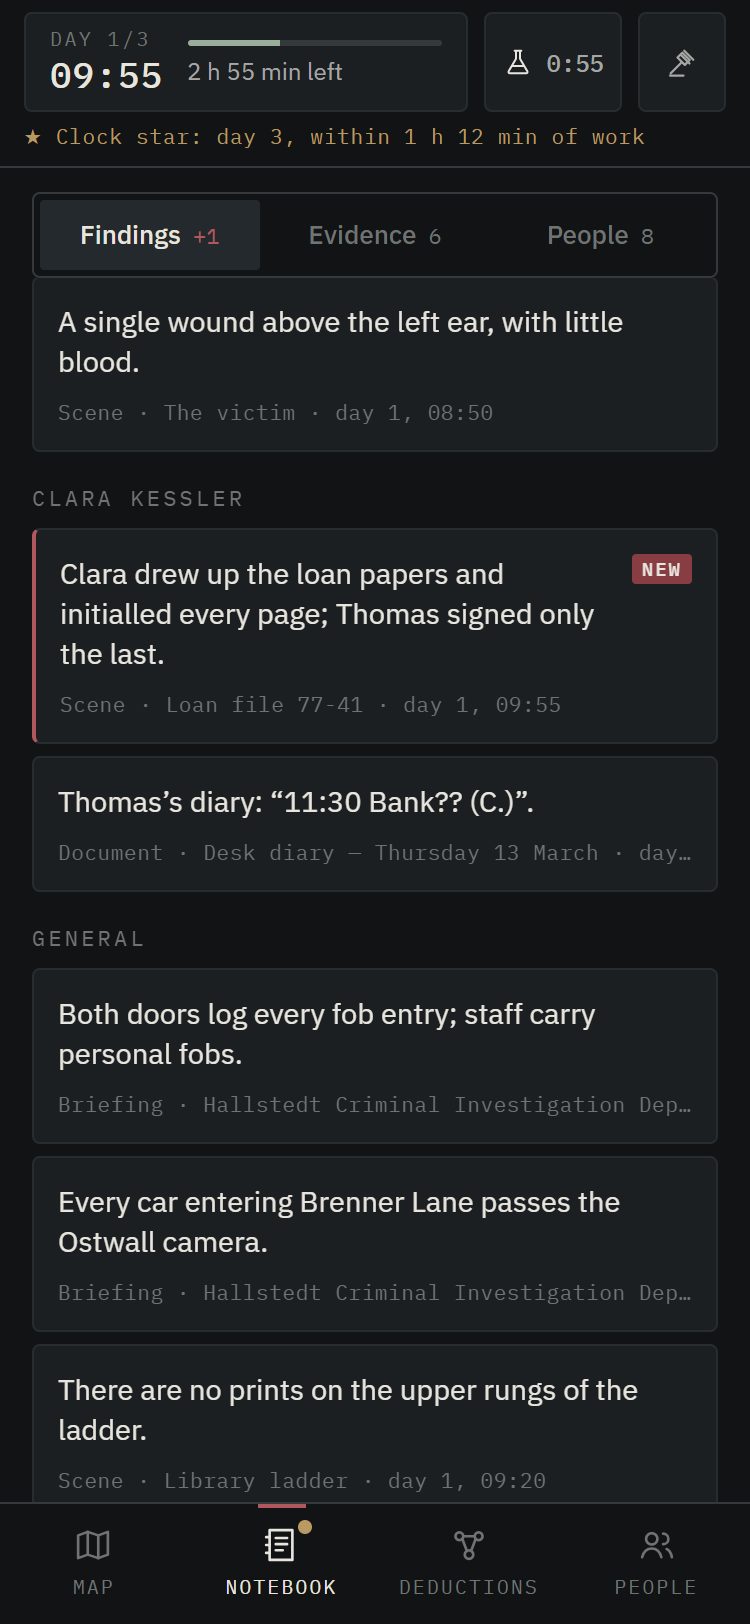 DAY 1/3
09:55
2 h 55 min left
0:55
★ Clock star: day 3, within 1 h 12 min of work
Findings +1
Evidence 6
People 8
A single wound above the left ear, with little
blood.
Scene · The victim · day 1, 08:50
CLARA KESSLER
Clara drew up the loan papers and
initialled every page; Thomas signed only
the last.
NEW
Scene · Loan file 77-41 · day 1, 09:55
Thomas’s diary: “11:30 Bank?? (C.)”.
Document · Desk diary — Thursday 13 March · day…
GENERAL
Both doors log every fob entry; staff carry
personal fobs.
Briefing · Hallstedt Criminal Investigation Dep…
Every car entering Brenner Lane passes the
Ostwall camera.
Briefing · Hallstedt Criminal Investigation Dep…
There are no prints on the upper rungs of the
ladder.
Scene · Library ladder · day 1, 09:20
MAP
NOTEBOOK
DEDUCTIONS
PEOPLE